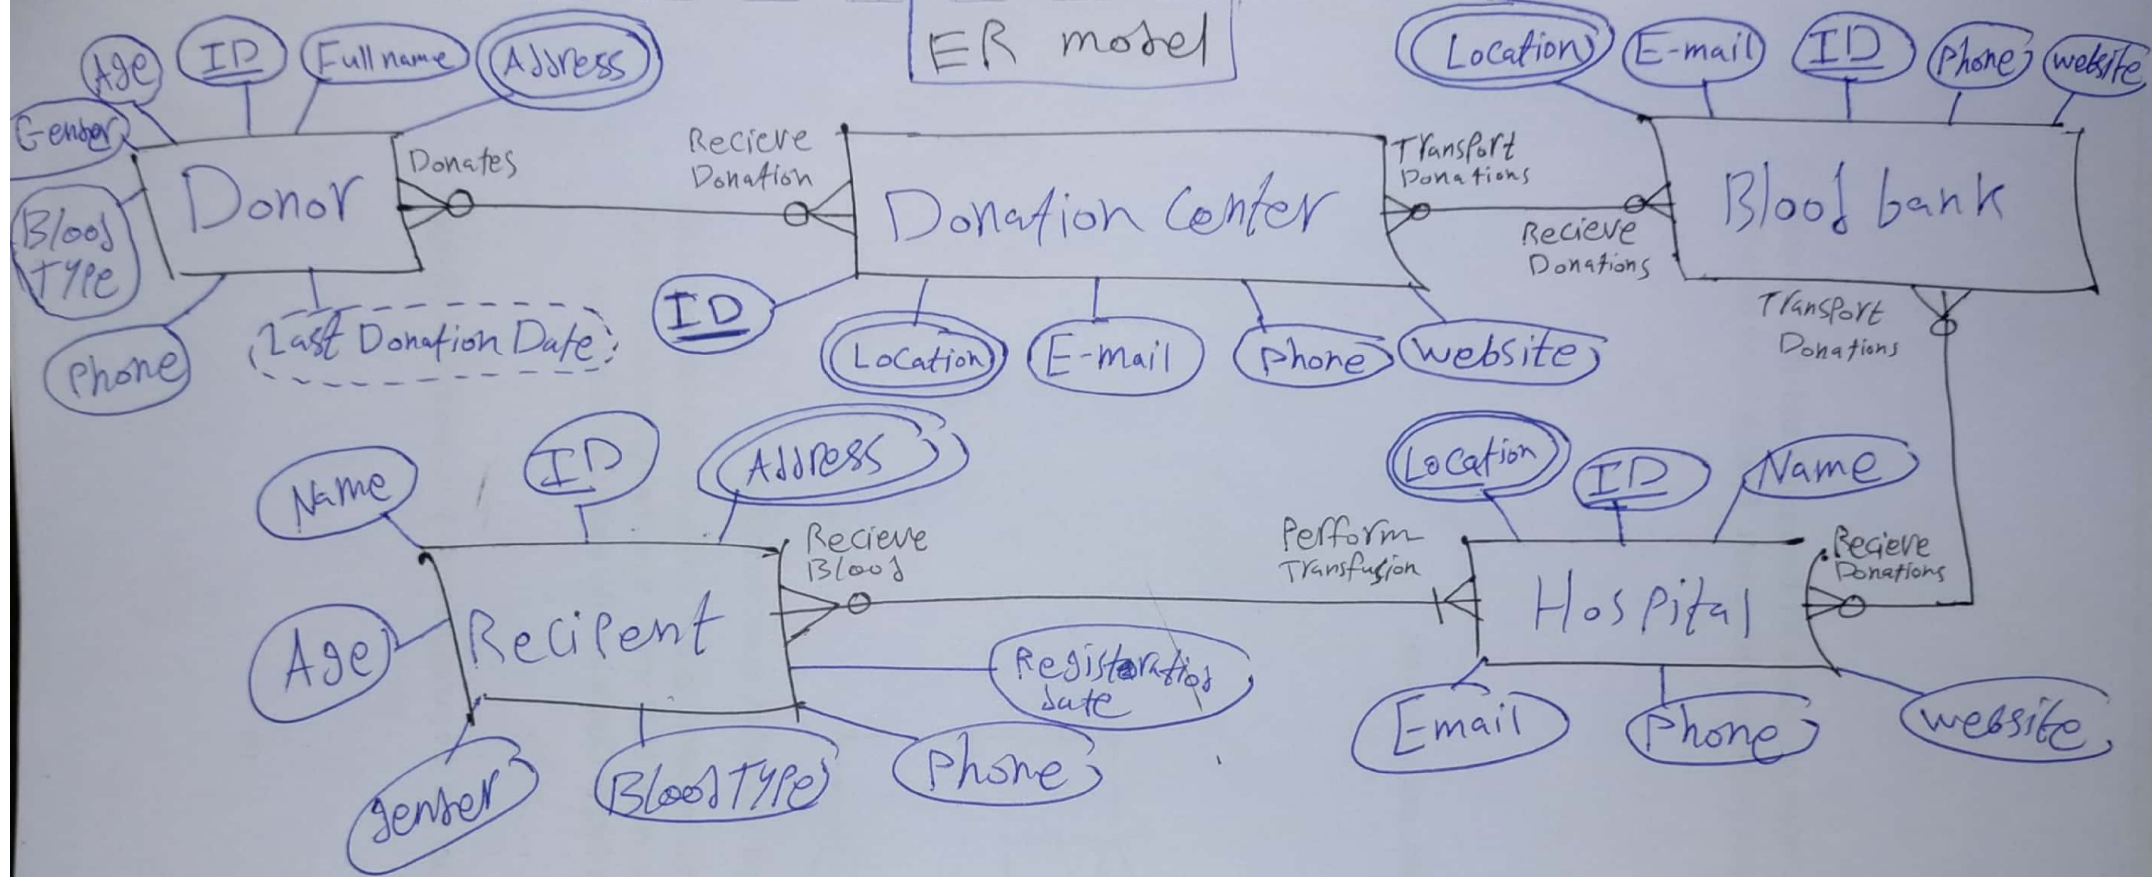 ER model
Age
ID
Full name
Address
Gender
Blood
TYPe
Phone
Last Donation Date
Donor
Donates
Recieve
Donation
Donation Center
ID
Location
E-mail
Phone
website
Transport
Donations
Recieve
Donations
Location
E-mail
ID
Phone
website
Blood bank
Transport
Donations
Name
ID
Address
Age
Recipent
gender
Blood TYPe
Phone
Registeration
date
Recieve
Blood
Perform
Transfusion
Location
ID
Name
Hospital
Recieve
Donations
Email
Phone
website